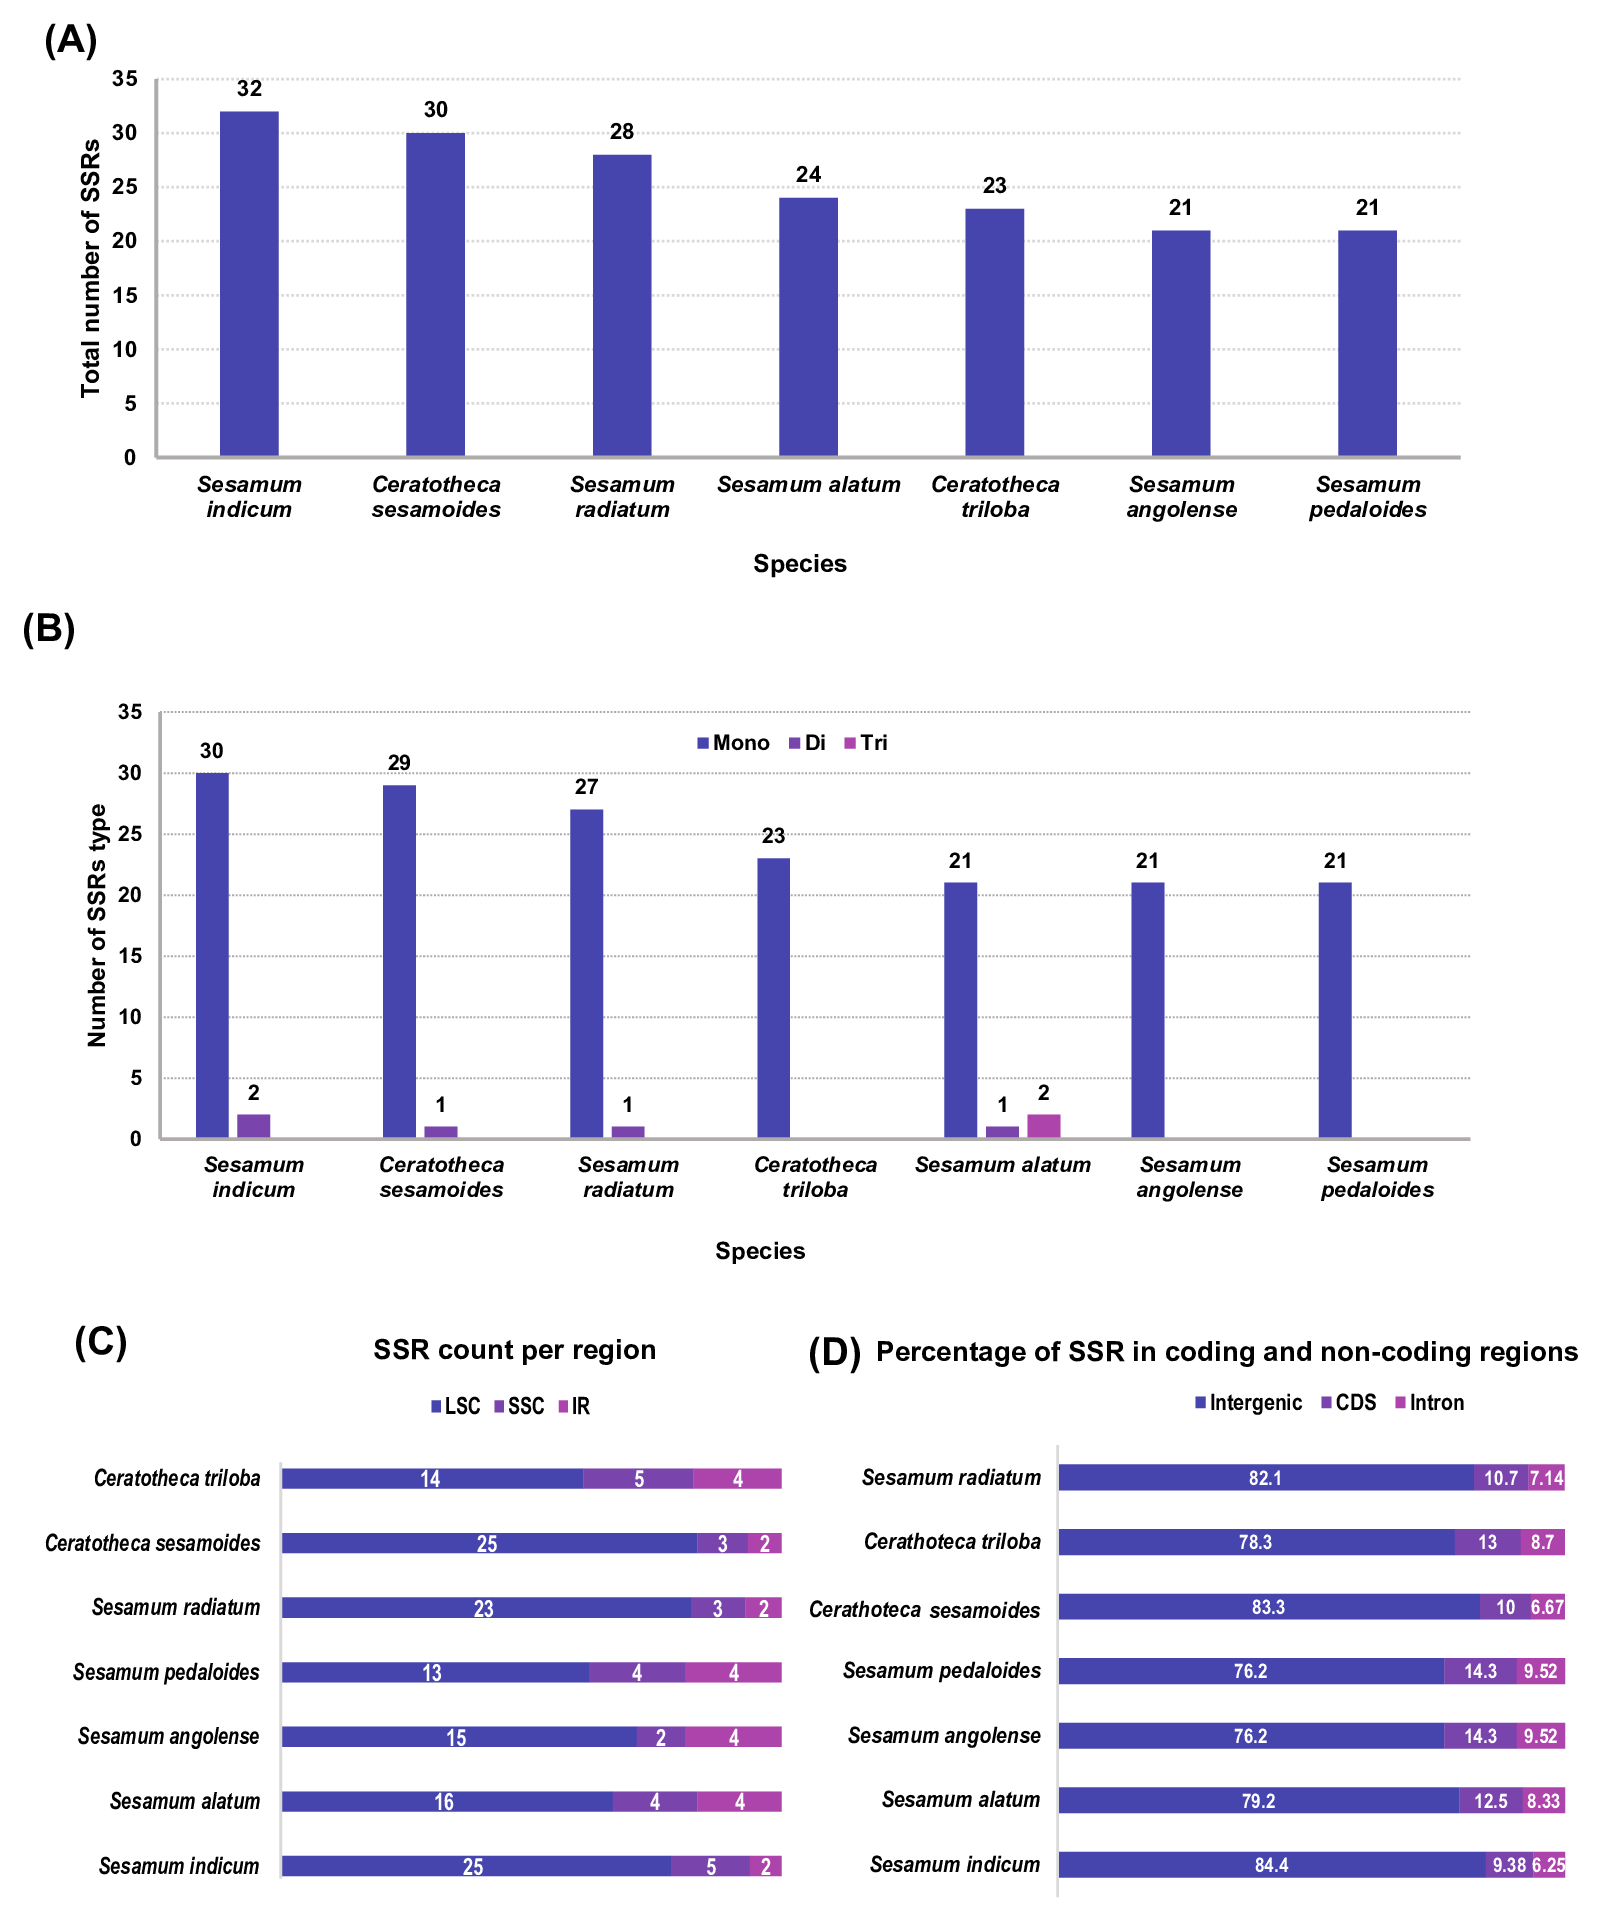 (A)
35
30
25
20
15
10
5
0
Total number of SSRs
32
30
28
24
23
21
21
Sesamum indicum
Ceratotheca sesamoides
Sesamum radiatum
Sesamum alatum
Ceratotheca triloba
Sesamum angolense
Sesamum pedaloides
Species
(B)
35
30
25
20
15
10
5
0
Number of SSRs type
Mono Di Tri
30
2
29
1
27
1
23
21
1
2
21
21
Sesamum indicum
Ceratotheca sesamoides
Sesamum radiatum
Ceratotheca triloba
Sesamum alatum
Sesamum angolense
Sesamum pedaloides
Species
(C)
SSR count per region
LSC SSC IR
Ceratotheca triloba 14 5 4
Ceratotheca sesamoides 25 3 2
Sesamum radiatum 23 3 2
Sesamum pedaloides 13 4 4
Sesamum angolense 15 2 4
Sesamum alatum 16 4 4
Sesamum indicum 25 5 2
(D) Percentage of SSR in coding and non-coding regions
Intergenic CDS Intron
Sesamum radiatum 82.1 10.7 7.14
Cerathoteca triloba 78.3 13 8.7
Cerathoteca sesamoides 83.3 10 6.67
Sesamum pedaloides 76.2 14.3 9.52
Sesamum angolense 76.2 14.3 9.52
Sesamum alatum 79.2 12.5 8.33
Sesamum indicum 84.4 9.38 6.25